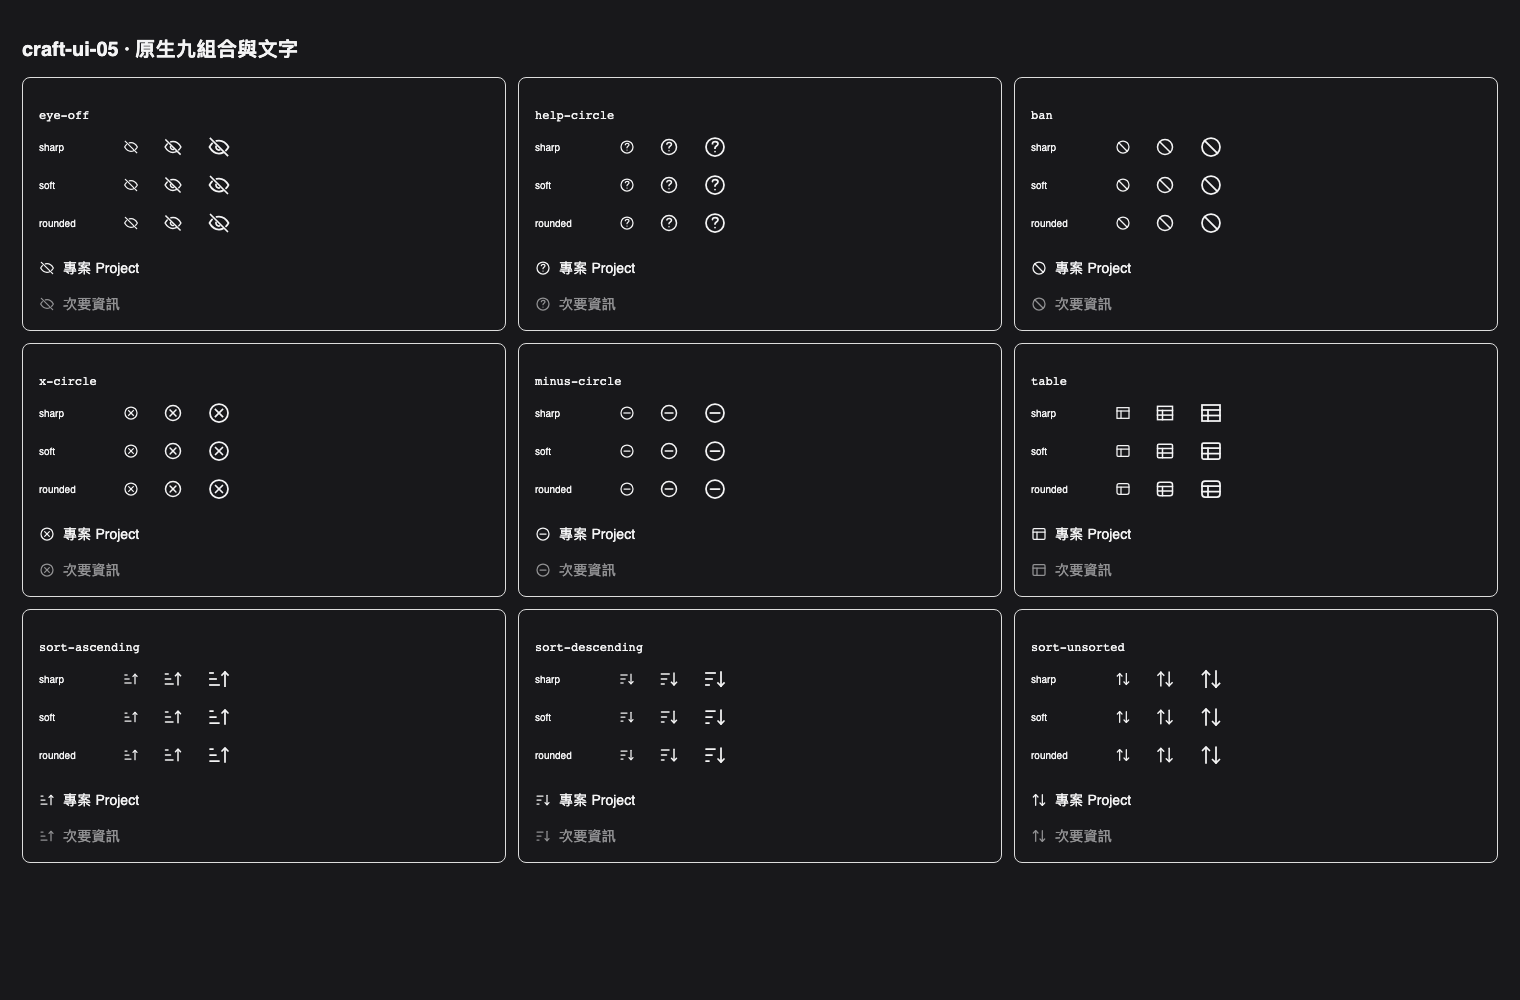 craft-ui-05 · 原生九組合與文字
eye-off
sharp
soft
rounded
專案 Project
次要資訊
help-circle
sharp
soft
rounded
專案 Project
次要資訊
ban
sharp
soft
rounded
專案 Project
次要資訊
x-circle
sharp
soft
rounded
專案 Project
次要資訊
minus-circle
sharp
soft
rounded
專案 Project
次要資訊
table
sharp
soft
rounded
專案 Project
次要資訊
sort-ascending
sharp
soft
rounded
專案 Project
次要資訊
sort-descending
sharp
soft
rounded
專案 Project
次要資訊
sort-unsorted
sharp
soft
rounded
專案 Project
次要資訊